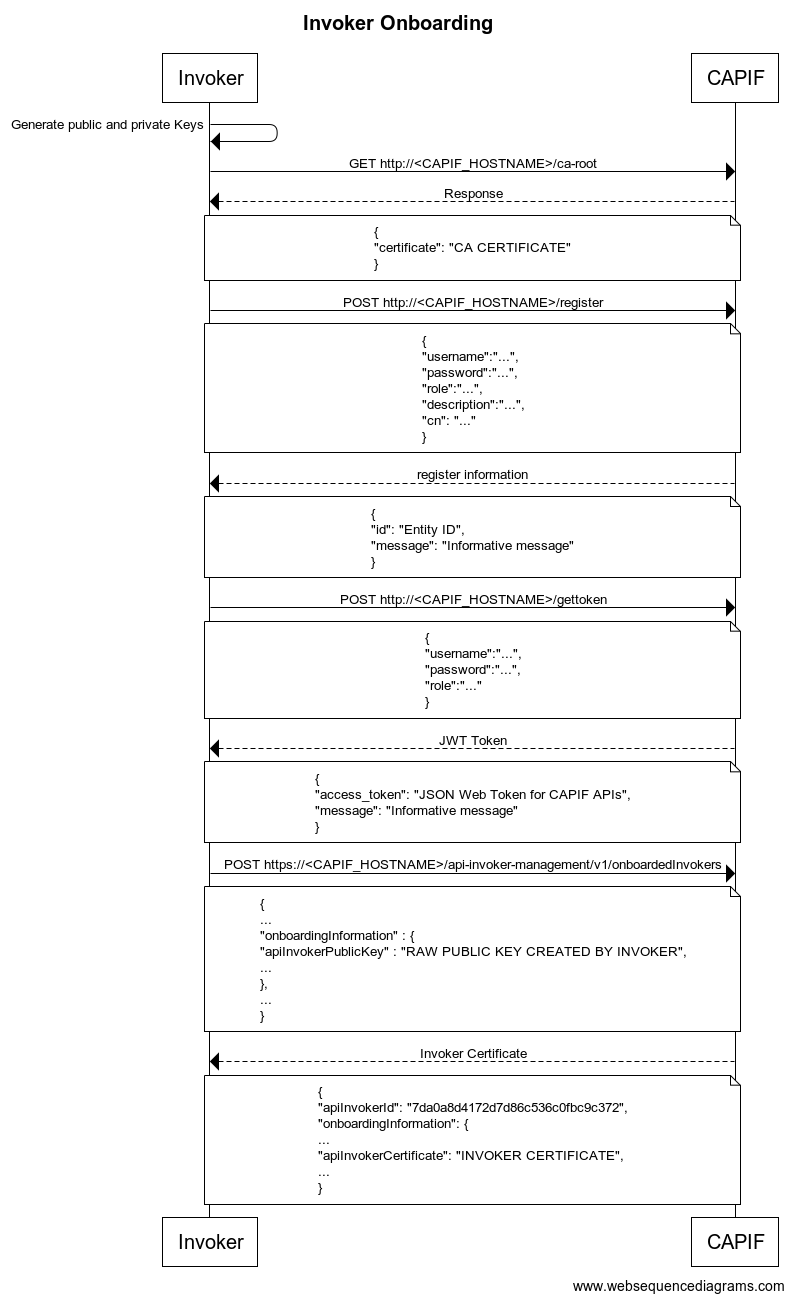 Invoker Onboarding
Invoker
CAPIF
Generate public and private Keys
GET http://<CAPIF_HOSTNAME>/ca-root
Response
{
"certificate": "CA CERTIFICATE"
}
POST http://<CAPIF_HOSTNAME>/register
{
"username":"...",
"password":"...",
"role":"...",
"description":"...",
"cn": "..."
}
register information
{
"id": "Entity ID",
"message": "Informative message"
}
POST http://<CAPIF_HOSTNAME>/gettoken
{
"username":"...",
"password":"...",
"role":"..."
}
JWT Token
{
"access_token": "JSON Web Token for CAPIF APIs",
"message": "Informative message"
}
POST https://<CAPIF_HOSTNAME>/api-invoker-management/v1/onboardedInvokers
{
...
"onboardingInformation" : {
"apiInvokerPublicKey" : "RAW PUBLIC KEY CREATED BY INVOKER",
...
},
...
}
Invoker Certificate
{
"apiInvokerId": "7da0a8d4172d7d86c536c0fbc9c372",
"onboardingInformation": {
...
"apiInvokerCertificate": "INVOKER CERTIFICATE",
...
}
Invoker
CAPIF
www.websequencediagrams.com